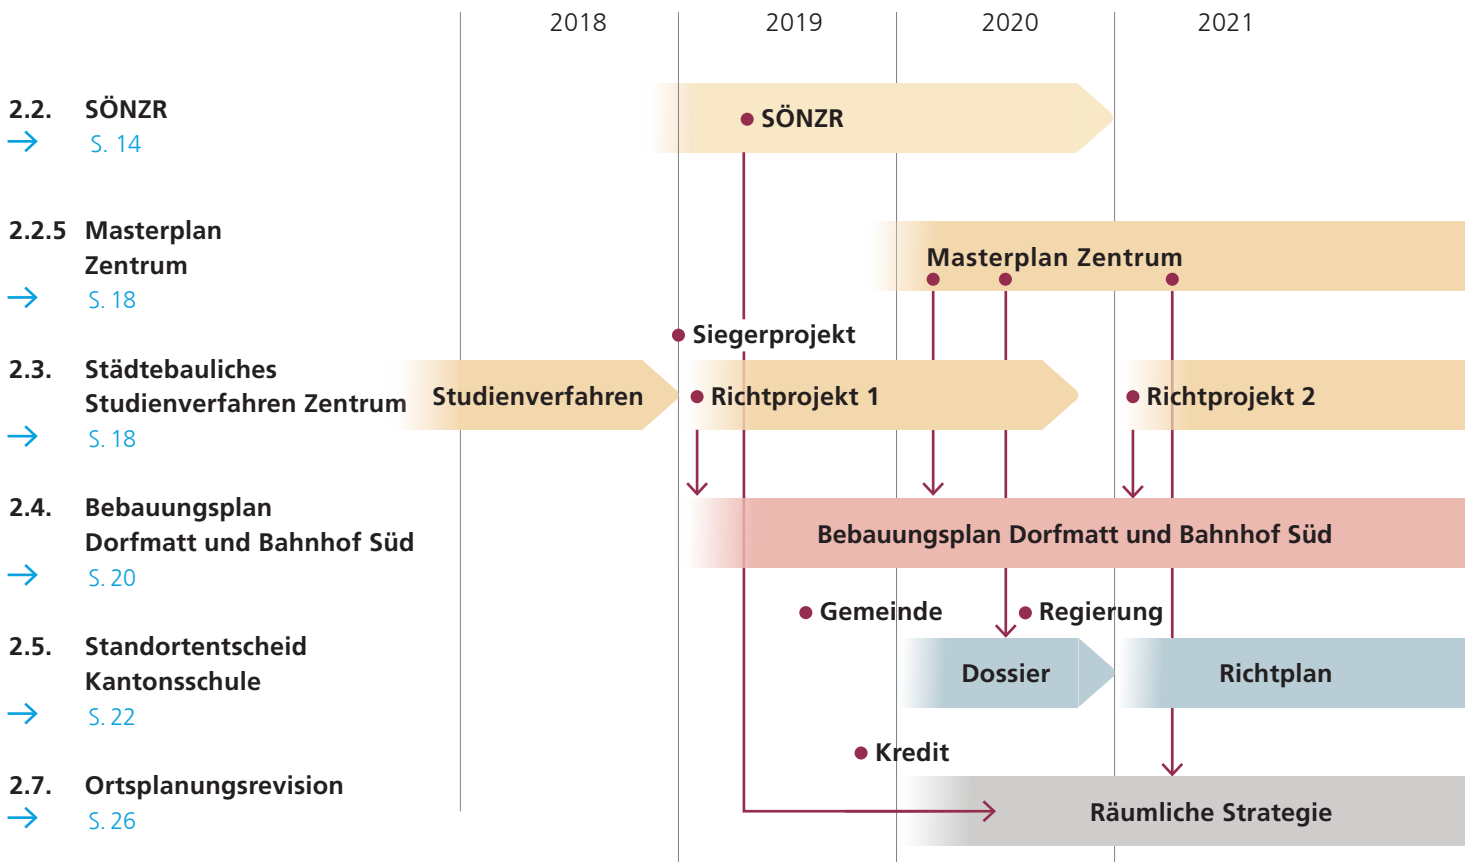 2018 2019 2020 2021
2.2. SÖNZR
→ S. 14
SÖNZR
2.2.5 Masterplan
Zentrum
→ S. 18
Masterplan Zentrum
Siegerprojekt
2.3. Städtebauliches
Studienverfahren Zentrum
→ S. 18
Studienverfahren
Richtprojekt 1
Richtprojekt 2
2.4. Bebauungsplan
Dorfmatt und Bahnhof Süd
→ S. 20
Bebauungsplan Dorfmatt und Bahnhof Süd
Gemeinde
Regierung
2.5. Standortentscheid
Kantonsschule
→ S. 22
Dossier
Richtplan
Kredit
2.7. Ortsplanungsrevision
→ S. 26
Räumliche Strategie